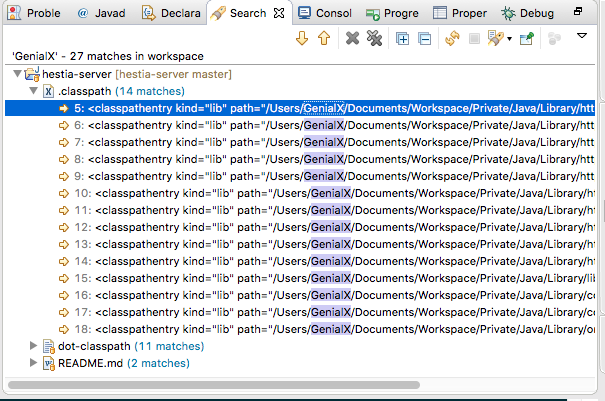 Proble Javad Declara Search Consol Progre Proper Debug
'GenialX' - 27 matches in workspace
hestia-server [hestia-server master]
.classpath (14 matches)
5: <classpathentry kind="lib" path="/Users/GenialX/Documents/Workspace/Private/Java/Library/htt
6: <classpathentry kind="lib" path="/Users/GenialX/Documents/Workspace/Private/Java/Library/htt
7: <classpathentry kind="lib" path="/Users/GenialX/Documents/Workspace/Private/Java/Library/htt
8: <classpathentry kind="lib" path="/Users/GenialX/Documents/Workspace/Private/Java/Library/htt
9: <classpathentry kind="lib" path="/Users/GenialX/Documents/Workspace/Private/Java/Library/htt
10: <classpathentry kind="lib" path="/Users/GenialX/Documents/Workspace/Private/Java/Library/ht
11: <classpathentry kind="lib" path="/Users/GenialX/Documents/Workspace/Private/Java/Library/ht
12: <classpathentry kind="lib" path="/Users/GenialX/Documents/Workspace/Private/Java/Library/ht
13: <classpathentry kind="lib" path="/Users/GenialX/Documents/Workspace/Private/Java/Library/ht
14: <classpathentry kind="lib" path="/Users/GenialX/Documents/Workspace/Private/Java/Library/ht
15: <classpathentry kind="lib" path="/Users/GenialX/Documents/Workspace/Private/Java/Library/lib
16: <classpathentry kind="lib" path="/Users/GenialX/Documents/Workspace/Private/Java/Library/co
17: <classpathentry kind="lib" path="/Users/GenialX/Documents/Workspace/Private/Java/Library/co
18: <classpathentry kind="lib" path="/Users/GenialX/Documents/Workspace/Private/Java/Library/or
dot-classpath (11 matches)
README.md (2 matches)